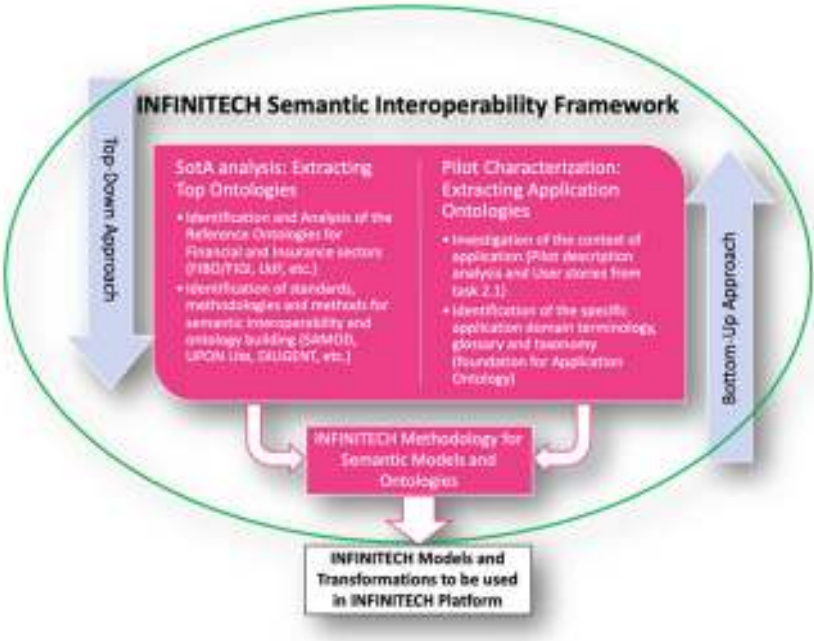 INFINITECH Semantic Interoperability Framework
Top-Down Approach
SotA analysis: Extracting
Top Ontologies
• Identification and Analysis of the
Reference Ontologies for
Financial and Insurance sectors
(FIBO/FIGI, LKIF, etc.)
• Identification of standards,
methodologies and methods for
semantic interoperability and
ontology building (SAMOD,
UPON Lite, DILIGENT, etc.)
Pilot Characterization:
Extracting Application
Ontologies
• Investigation of the context of
application (Pilot description
analysis and User stories from
task 2.1)
• Identification of the specific
application domain terminology,
glossary and taxonomy
(foundation for Application
Ontology)
Bottom-Up Approach
INFINITECH Methodology for
Semantic Models and
Ontologies
INFINITECH Models and
Transformations to be used
in INFINITECH Platform